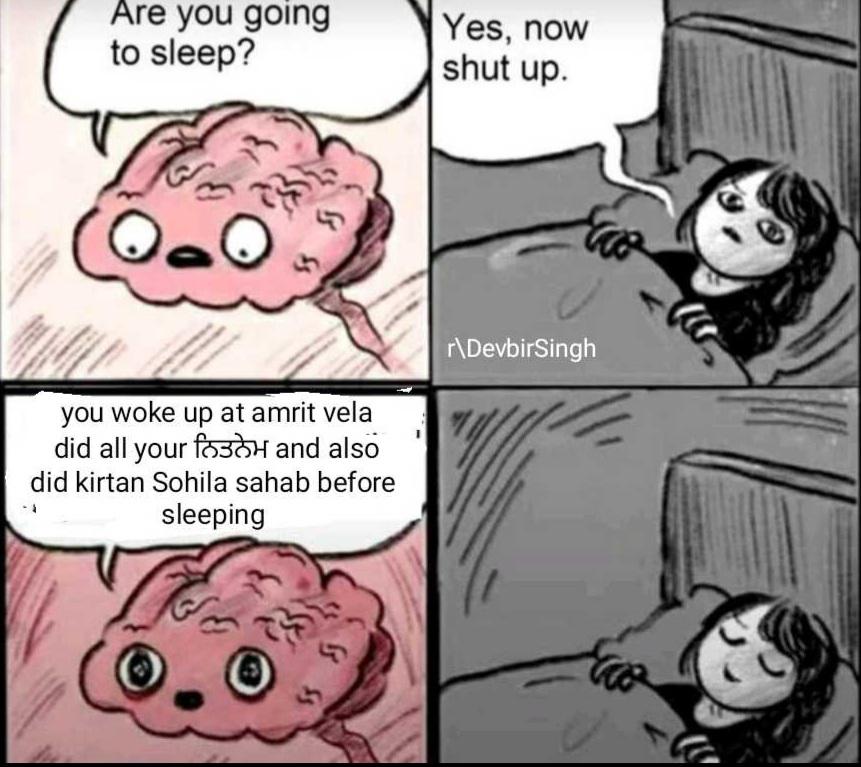 Are you going
to sleep?
Yes, now
shut up.
r\DevbirSingh
you woke up at amrit vela
did all your ਨਿਤਨੇਮ and also
did kirtan Sohila sahab before
sleeping